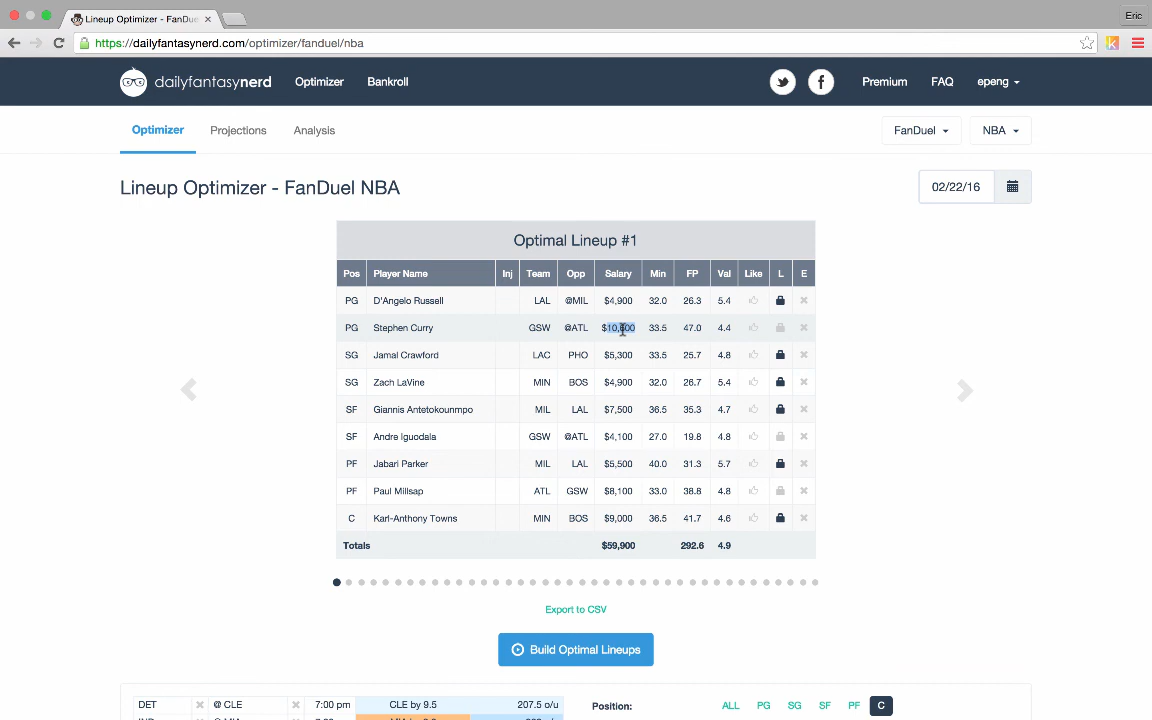 Lineup Optimizer - FanDue
Eric
https://dailyfantasynerd.com/optimizer/fanduel/nba
dailyfantasynerd Optimizer Bankroll Premium FAQ epeng
Optimizer Projections Analysis FanDuel NBA
Lineup Optimizer - FanDuel NBA 02/22/16
Optimal Lineup #1
Pos Player Name Inj Team Opp Salary Min FP Val Like L E
PG D'Angelo Russell LAL @MIL $4,900 32.0 26.3 5.4
PG Stephen Curry GSW @ATL 33.5 47.0 4.4
SG Jamal Crawford LAC PHO $5,300 33.5 25.7 4.8
SG Zach LaVine MIN BOS $4,900 32.0 26.7 5.4
SF Giannis Antetokounmpo MIL LAL $7,500 36.5 35.3 4.7
SF Andre Iguodala GSW @ATL $4,100 27.0 19.8 4.8
PF Jabari Parker MIL LAL $5,500 40.0 31.3 5.7
PF Paul Millsap ATL GSW $8,100 33.0 38.6 4.8
C Karl-Anthony Towns MIN BOS $9,000 36.5 41.7 4.6
Totals $59,900 292.6 4.9
Export to CSV
Build Optimal Lineups
DET @ CLE 7:00 pm CLE by 9.5 207.5 o/u
Position: ALL PG SG SF PF C